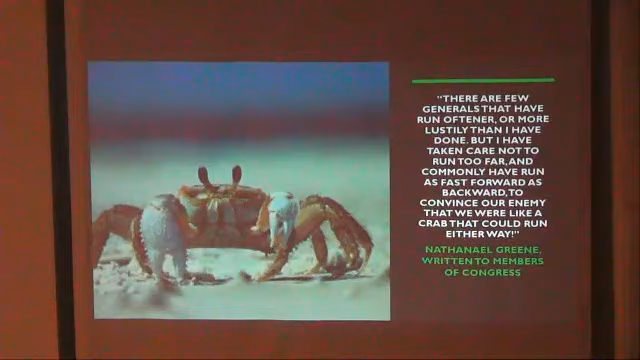 "THERE ARE FEW
GENERALS THAT HAVE
RUN OFTENER, OR MORE
LUSTILY THAN I HAVE
DONE. BUT I HAVE
TAKEN CARE NOT TO
RUN TOO FAR, AND
COMMONLY HAVE RUN
AS FAST FORWARD AS
BACKWARD, TO
CONVINCE OUR ENEMY
THAT WE WERE LIKE A
CRAB THAT COULD RUN
EITHER WAY!"
NATHANAEL GREENE,
WRITTEN TO MEMBERS
OF CONGRESS